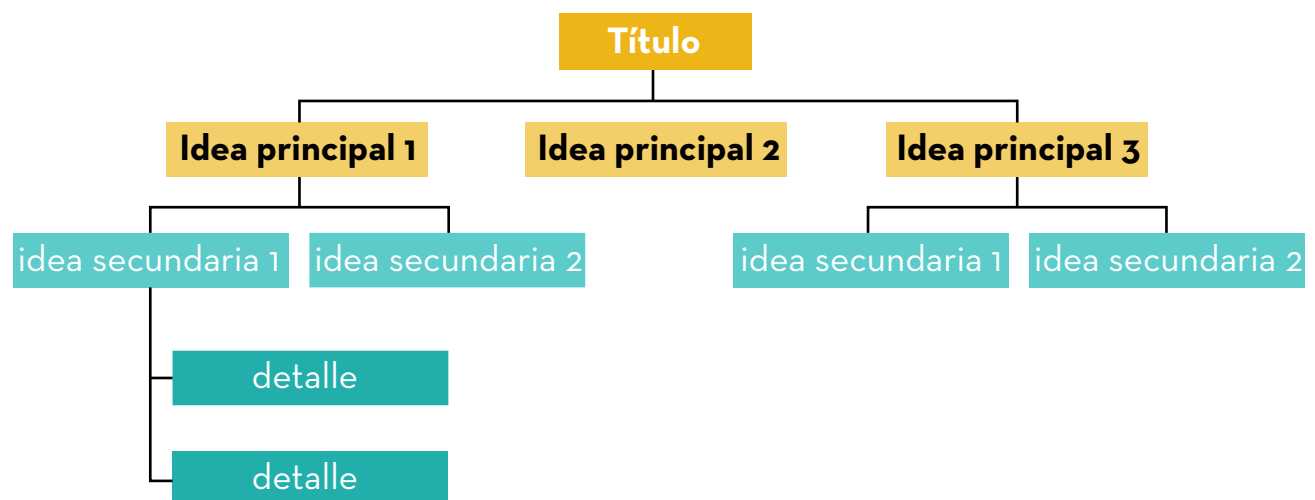 Título
Idea principal 1
Idea principal 2
Idea principal 3
idea secundaria 1
idea secundaria 2
idea secundaria 1
idea secundaria 2
detalle
detalle